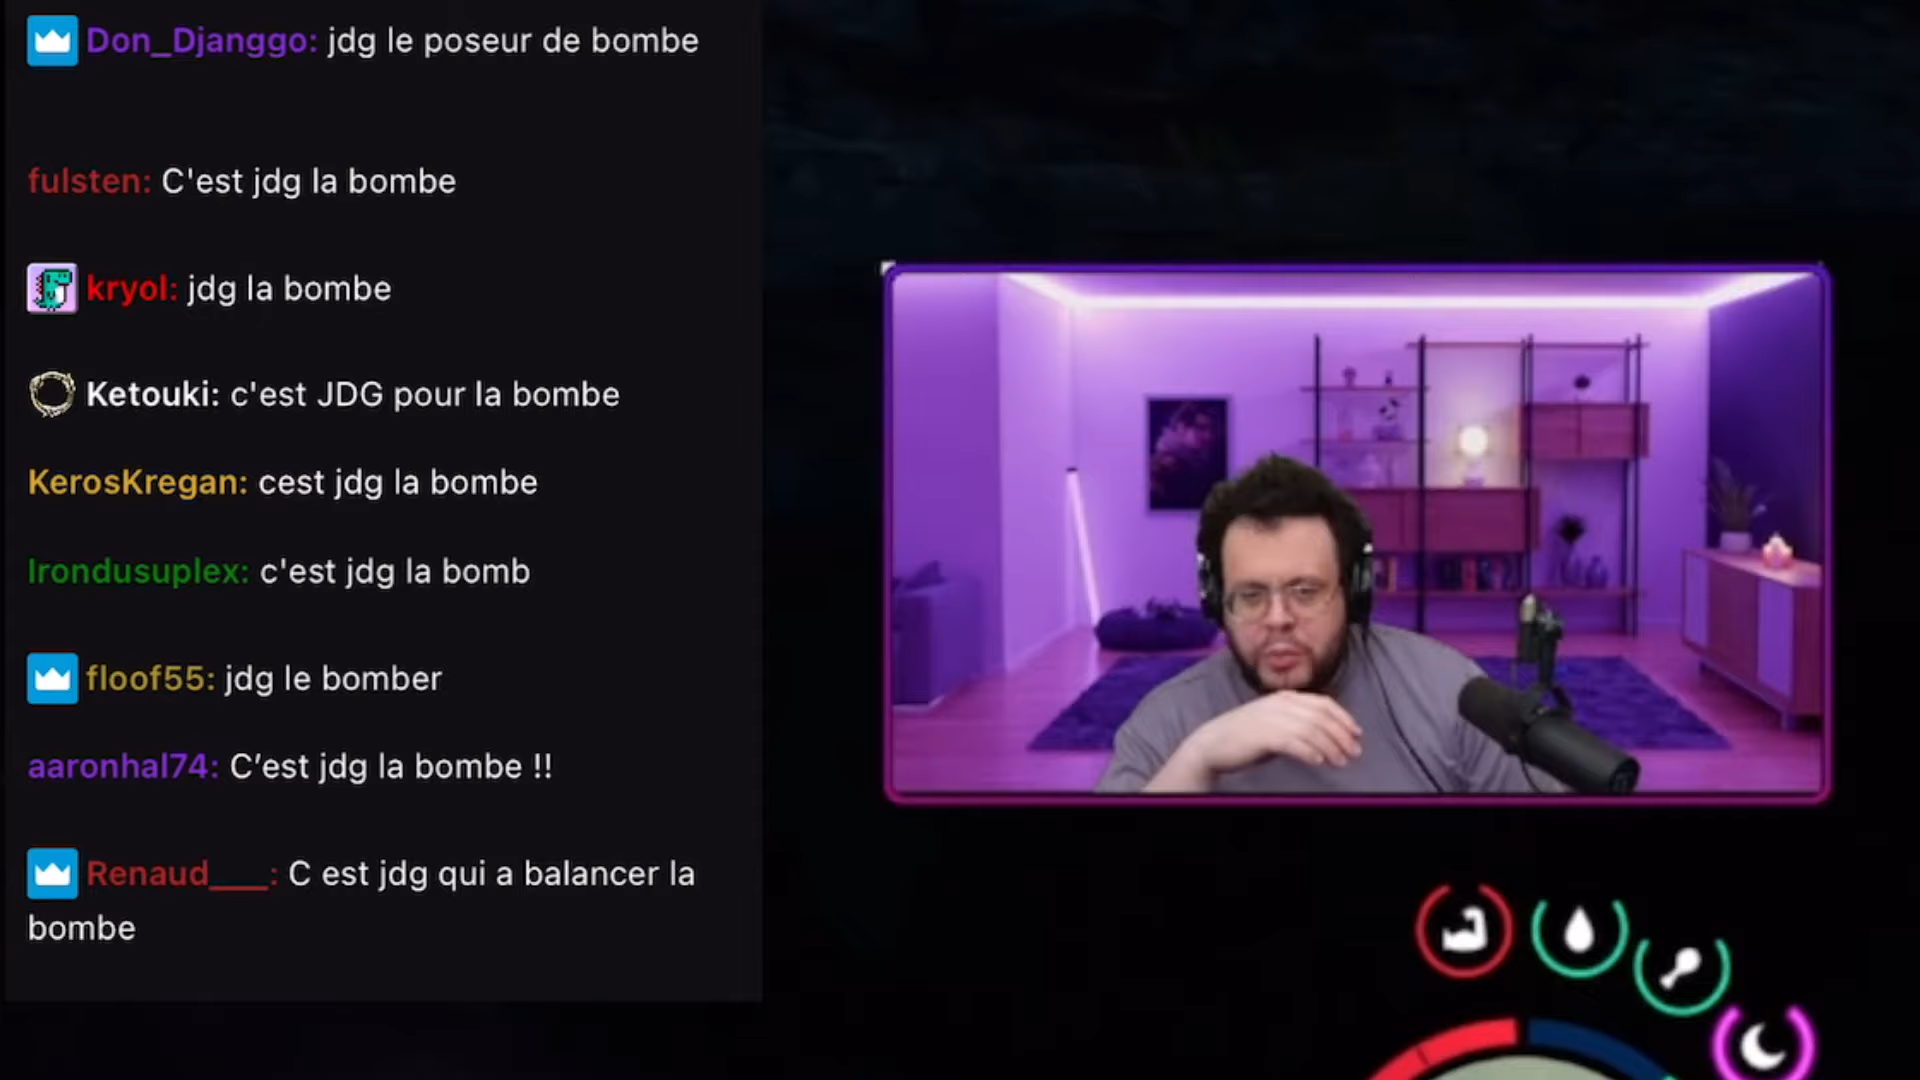 Don_Djanggo: jdg le poseur de bombe
fulsten: C'est jdg la bombe
kryol: jdg la bombe
Ketouki: c'est JDG pour la bombe
KerosKregan: cest jdg la bombe
Irondusuplex: c'est jdg la bomb
floof55: jdg le bomber
aaronhal74: C’est jdg la bombe !!
Renaud___: C est jdg qui a balancer la
bombe